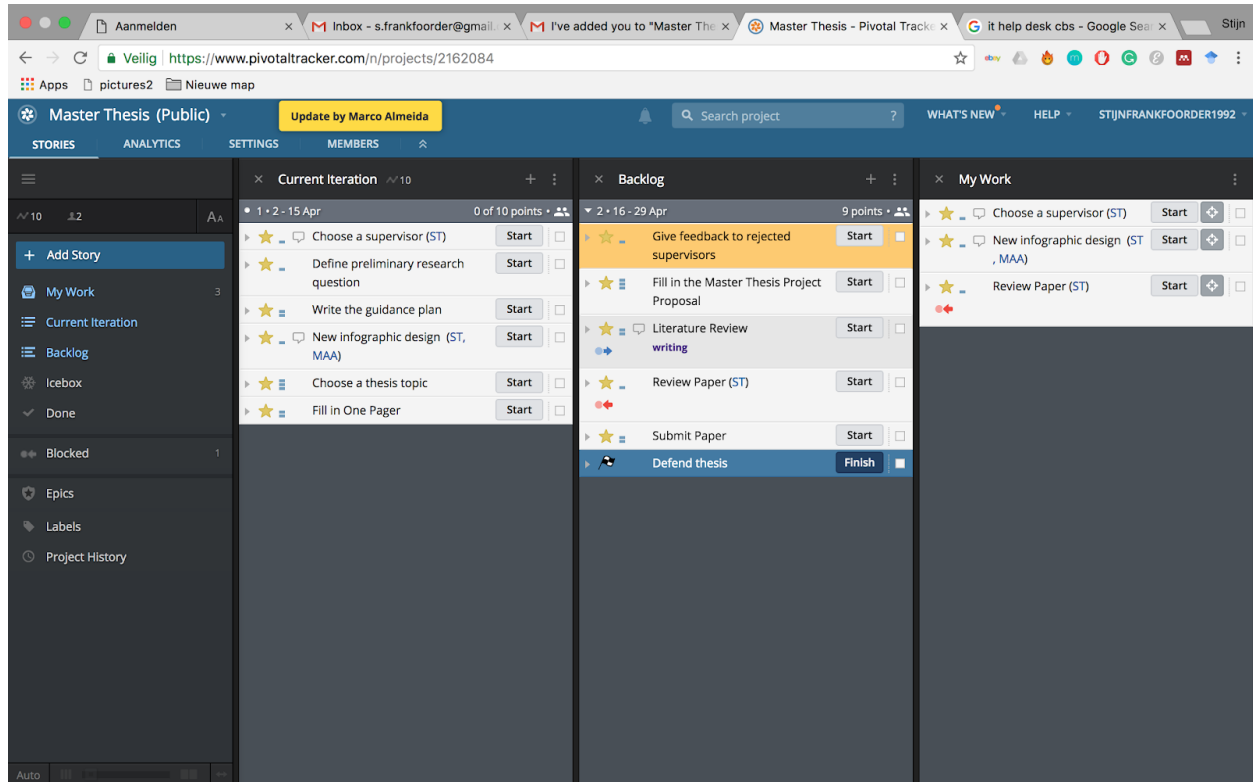 Aanmelden
Inbox - s.frankfoorder@gmail.
I've added you to "Master The
Master Thesis - Pivotal Tracke
it help desk cbs - Google Sear
Stijn
Veilig https://www.pivotaltracker.com/n/projects/2162084
ebay
Apps pictures2 Nieuwe map
Master Thesis (Public)
Update by Marco Almeida
Search project ?
WHAT'S NEW HELP STIJNFRANKFOORDER1992
STORIES ANALYTICS SETTINGS MEMBERS
10 2 AA
+ Add Story
My Work 3
Current Iteration
Backlog
Icebox
Done
Blocked 1
Epics
Labels
Project History
Auto
× Current Iteration 10 +
1 • 2 - 15 Apr 0 of 10 points •
Choose a supervisor (ST) Start
Define preliminary research Start
question
Write the guidance plan Start
New infographic design (ST, Start
MAA)
Choose a thesis topic Start
Fill in One Pager Start
× Backlog +
2 • 16 - 29 Apr 9 points •
Give feedback to rejected Start
supervisors
Fill in the Master Thesis Project Start
Proposal
Literature Review Start
writing
Review Paper (ST) Start
Submit Paper Start
Defend thesis Finish
× My Work
Choose a supervisor (ST) Start
New infographic design (ST Start
, MAA)
Review Paper (ST) Start